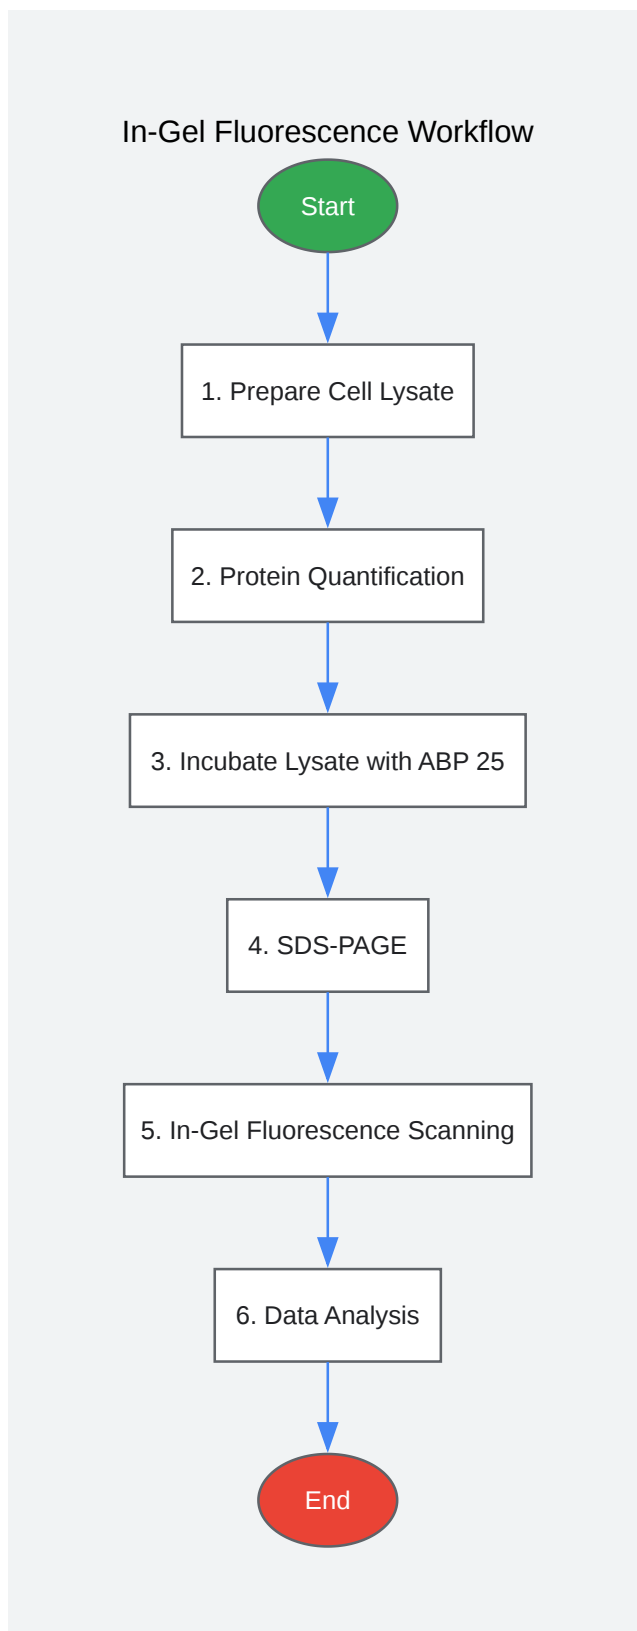 In-Gel Fluorescence Workflow
Start
1. Prepare Cell Lysate
2. Protein Quantification
3. Incubate Lysate with ABP 25
4. SDS-PAGE
5. In-Gel Fluorescence Scanning
6. Data Analysis
End